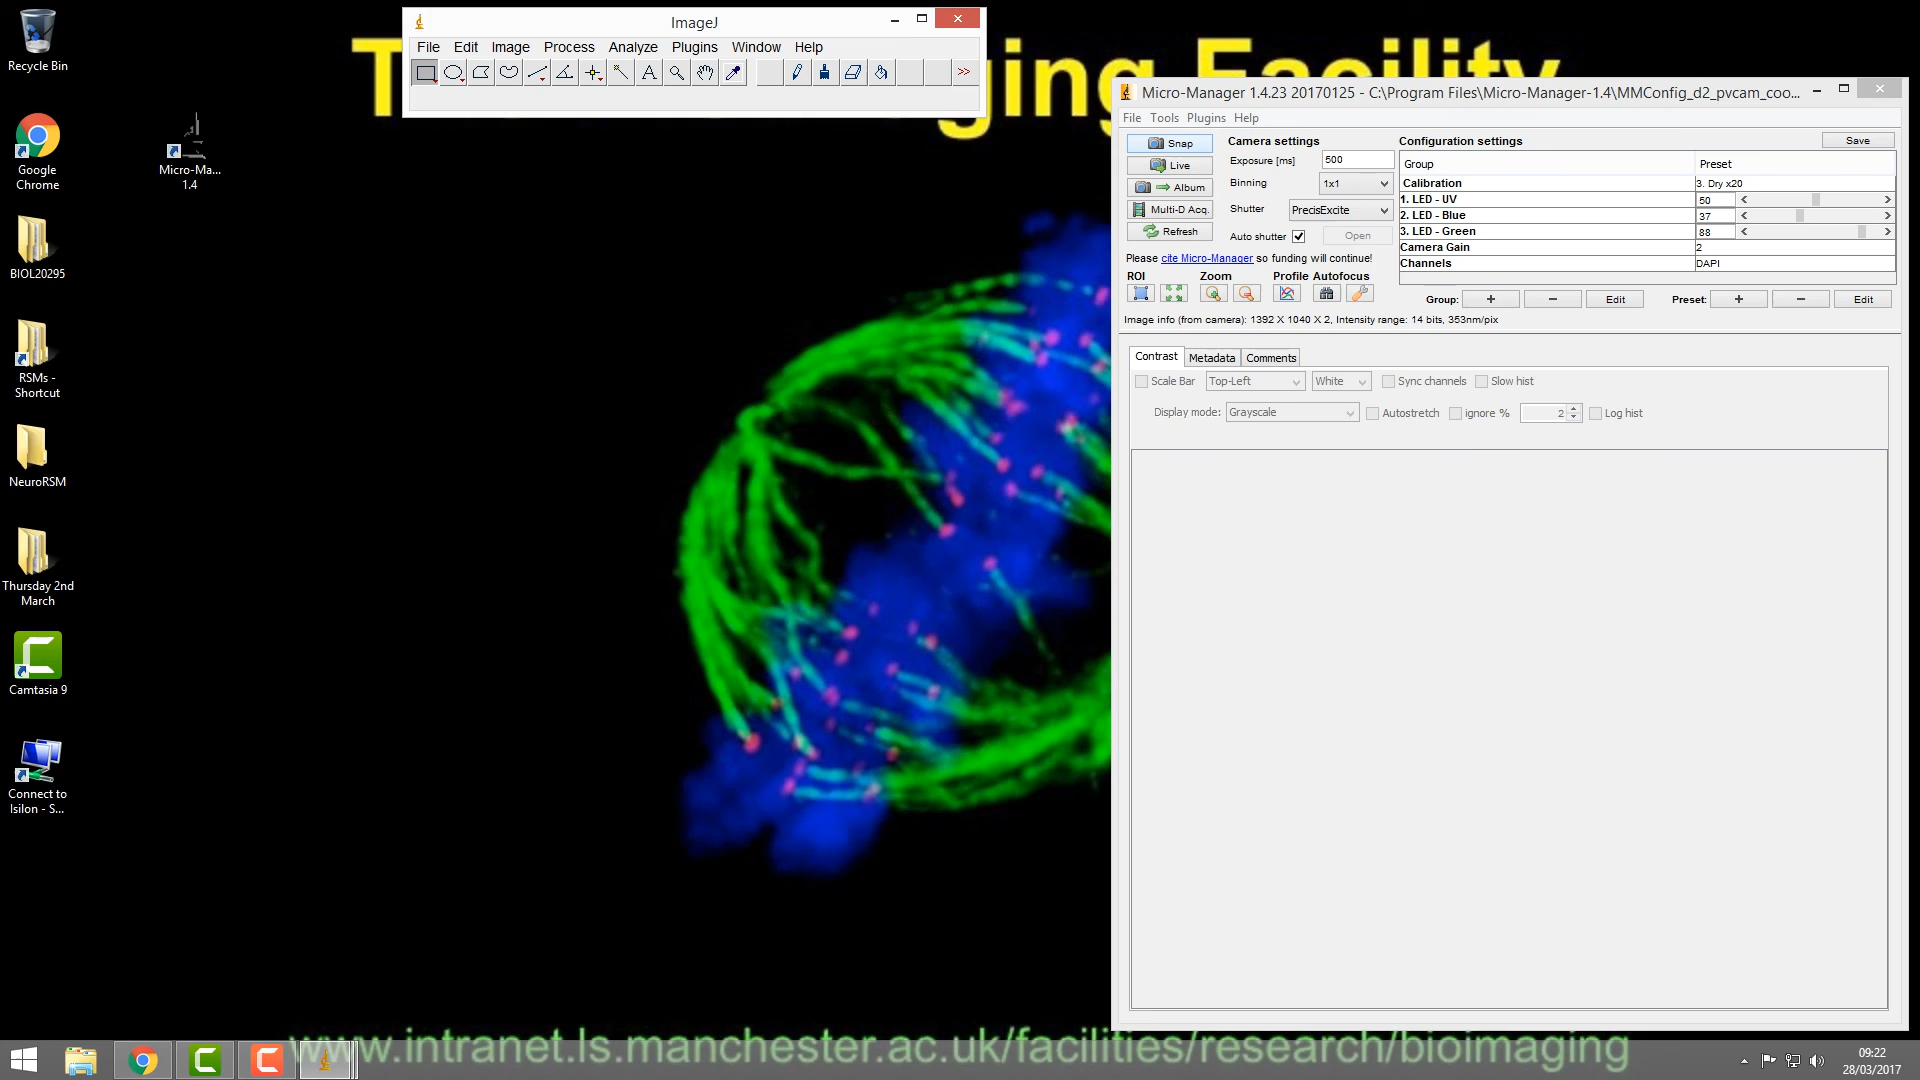 Recycle Bin
Google Chrome
Micro-Ma... 1.4
BIOL20295
RSMs - Shortcut
NeuroRSM
Thursday 2nd March
Camtasia 9
Connect to Isilon - S...
ging Facility
ImageJ
File Edit Image Process Analyze Plugins Window Help
Micro-Manager 1.4.23 20170125 - C:\Program Files\Micro-Manager-1.4\MMConfig_d2_pvcam_coo...
File Tools Plugins Help
Snap
Live
Album
Multi-D Acq.
Refresh
Camera settings
Exposure [ms] 500
Binning 1x1
Shutter PrecisExcite
Auto shutter Open
Please cite Micro-Manager so funding will continue!
ROI Zoom Profile Autofocus
Configuration settings Save
Group Preset
Calibration 3. Dry x20
1. LED - UV 50
2. LED - Blue 37
3. LED - Green 88
Camera Gain 2
Channels DAPI
Group: + − Edit Preset: + − Edit
Image info (from camera): 1392 X 1040 X 2, Intensity range: 14 bits, 353nm/pix
Contrast Metadata Comments
Scale Bar Top-Left White Sync channels Slow hist
Display mode: Grayscale Autostretch ignore % 2 Log hist
www.intranet.ls.manchester.ac.uk/facilities/research/bioimaging
09:22
28/03/2017